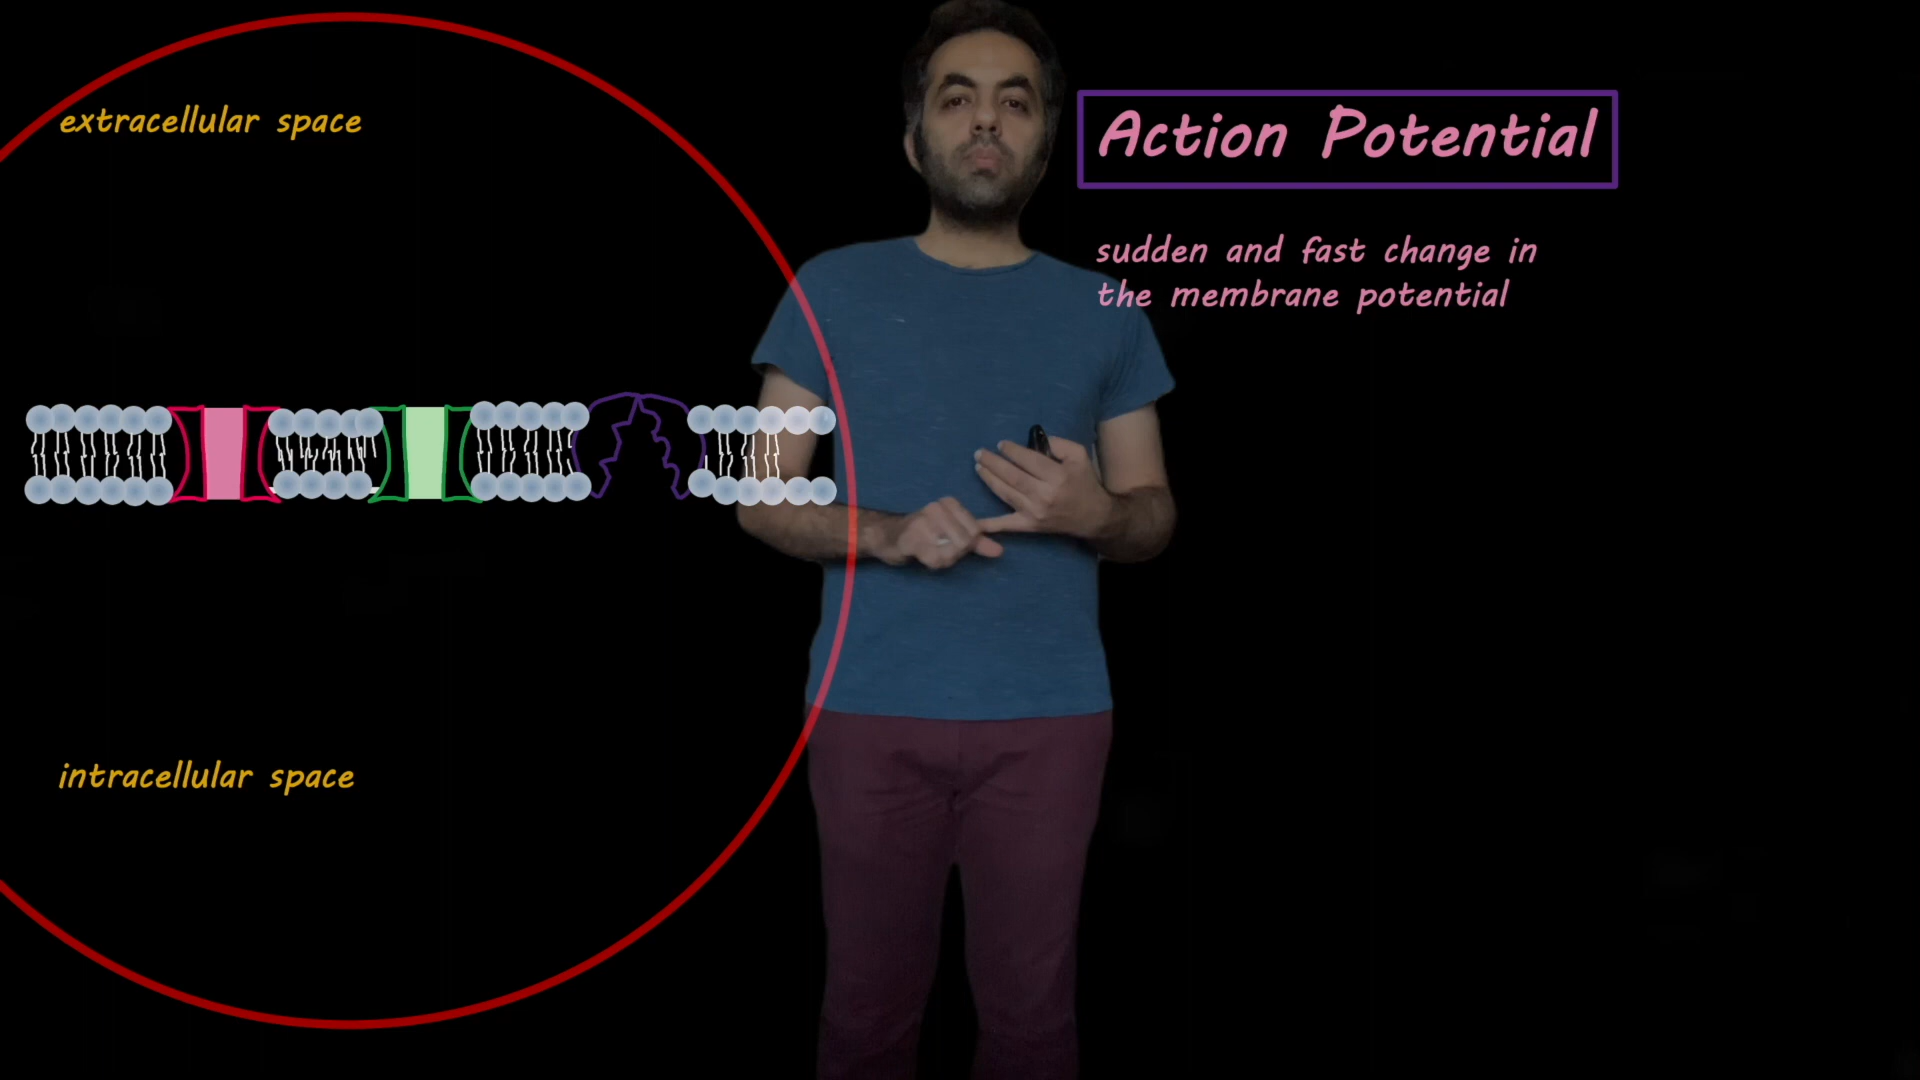 extracellular space
Action Potential
sudden and fast change in
the membrane potential
intracellular space